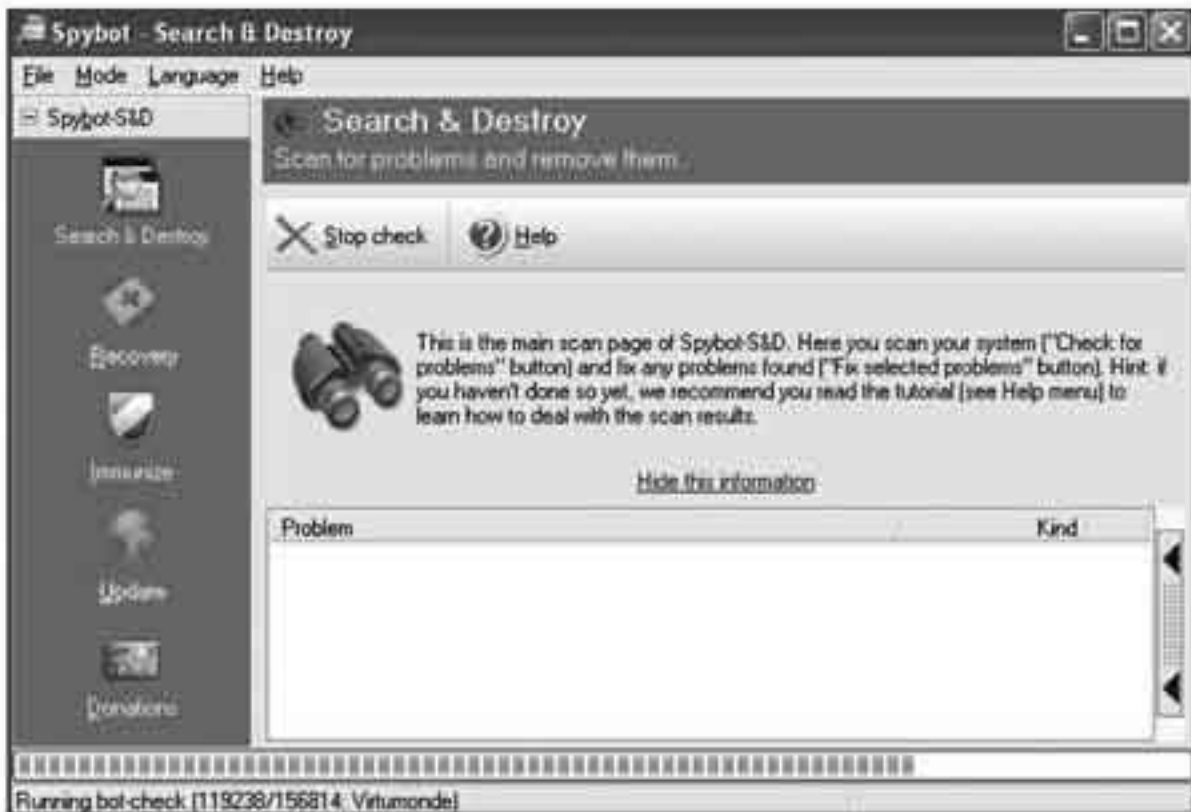 Spybot - Search & Destroy
File Mode Language Help
Spybot-S&D
Search & Destroy
Scan for problems and remove them.
Search & Destroy
Recovery
Immunize
Update
Donations
Stop check
Help
This is the main scan page of Spybot-S&D. Here you scan your system ("Check for
problems" button) and fix any problems found ("Fix selected problems" button). Hint: if
you haven't done so yet, we recommend you read the tutorial (see Help menu) to
learn how to deal with the scan results.
Hide this information
Problem Kind
Running bot-check (119238/156814: Virtumonde)